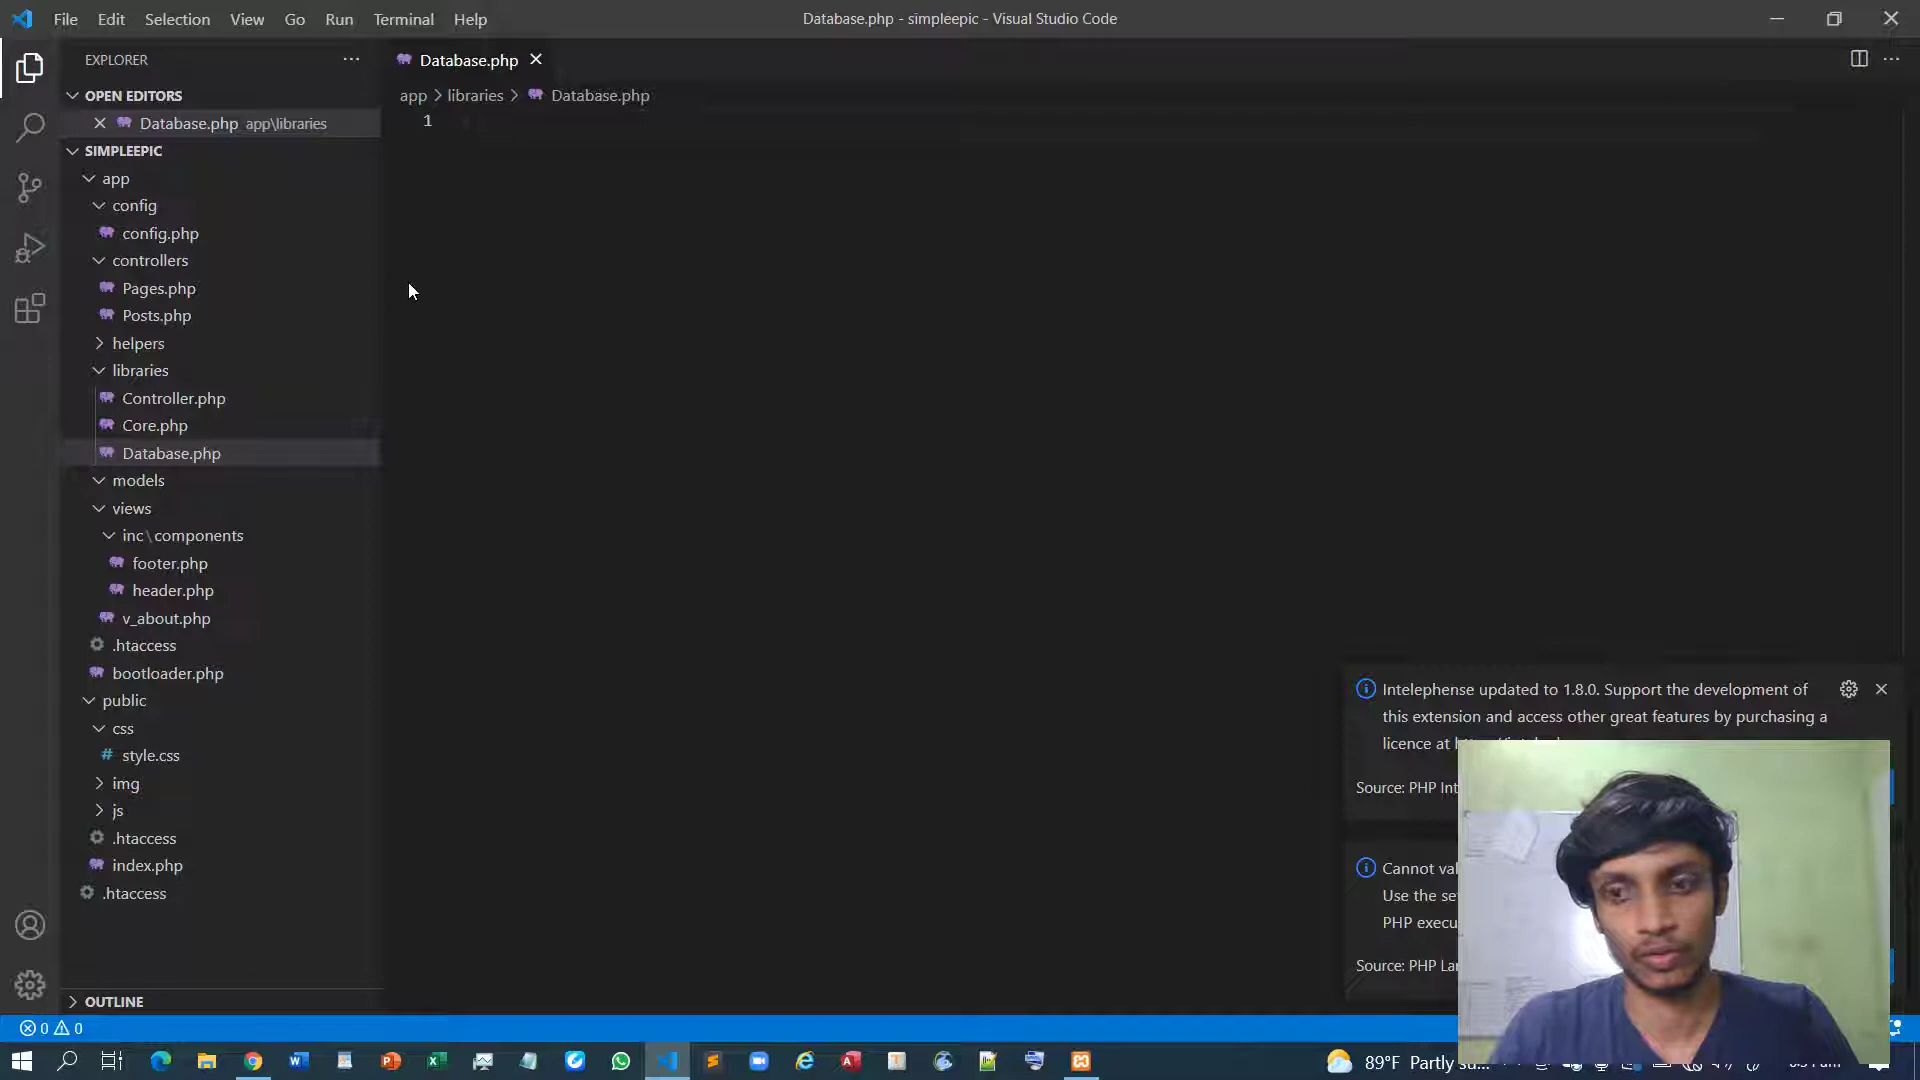 File Edit Selection View Go Run Terminal Help
Database.php - simpleepic - Visual Studio Code
EXPLORER
OPEN EDITORS
Database.php app\libraries
SIMPLEEPIC
app
config
config.php
controllers
Pages.php
Posts.php
helpers
libraries
Controller.php
Core.php
Database.php
models
views
inc\components
footer.php
header.php
v_about.php
.htaccess
bootloader.php
public
css
style.css
img
js
.htaccess
index.php
.htaccess
OUTLINE
Database.php
app > libraries > Database.php
1
Intelephense updated to 1.8.0. Support the development of
this extension and access other great features by purchasing a
licence at
Source: PHP
Cannot
Use the
PHP
Source: PHP
0 0
89°F Partly su...